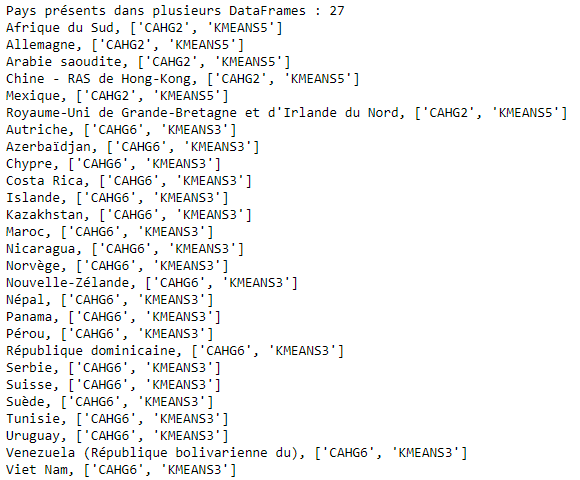 Pays présents dans plusieurs DataFrames : 27
Afrique du Sud, ['CAHG2', 'KMEANS5']
Allemagne, ['CAHG2', 'KMEANS5']
Arabie saoudite, ['CAHG2', 'KMEANS5']
Chine - RAS de Hong-Kong, ['CAHG2', 'KMEANS5']
Mexique, ['CAHG2', 'KMEANS5']
Royaume-Uni de Grande-Bretagne et d'Irlande du Nord, ['CAHG2', 'KMEANS5']
Autriche, ['CAHG6', 'KMEANS3']
Azerbaïdjan, ['CAHG6', 'KMEANS3']
Chypre, ['CAHG6', 'KMEANS3']
Costa Rica, ['CAHG6', 'KMEANS3']
Islande, ['CAHG6', 'KMEANS3']
Kazakhstan, ['CAHG6', 'KMEANS3']
Maroc, ['CAHG6', 'KMEANS3']
Nicaragua, ['CAHG6', 'KMEANS3']
Norvège, ['CAHG6', 'KMEANS3']
Nouvelle-Zélande, ['CAHG6', 'KMEANS3']
Népal, ['CAHG6', 'KMEANS3']
Panama, ['CAHG6', 'KMEANS3']
Pérou, ['CAHG6', 'KMEANS3']
République dominicaine, ['CAHG6', 'KMEANS3']
Serbie, ['CAHG6', 'KMEANS3']
Suisse, ['CAHG6', 'KMEANS3']
Suède, ['CAHG6', 'KMEANS3']
Tunisie, ['CAHG6', 'KMEANS3']
Uruguay, ['CAHG6', 'KMEANS3']
Venezuela (République bolivarienne du), ['CAHG6', 'KMEANS3']
Viet Nam, ['CAHG6', 'KMEANS3']